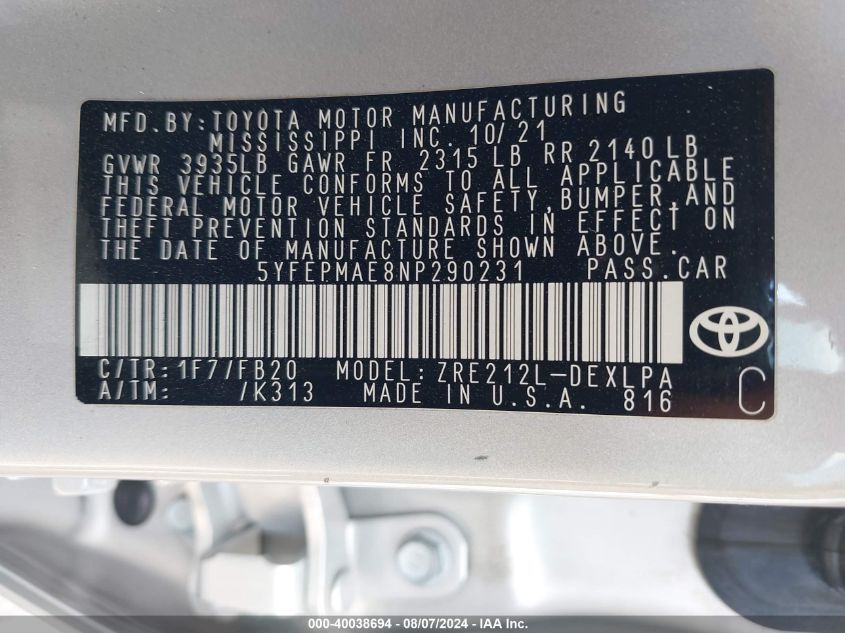 MFD.BY:TOYOTA MOTOR MANUFACTURING
MISSISSIPPI INC. 10/21
GVWR 3935LB GAWR FR 2315 LB RR 2140 LB
THIS VEHICLE CONFORMS TO ALL APPLICABLE
FEDERAL MOTOR VEHICLE SAFETY,BUMPER,AND
THEFT PREVENTION STANDARDS IN EFFECT ON
THE DATE OF MANUFACTURE SHOWN ABOVE.
5YFEPMAE8NP290231 PASS.CAR
C/TR: 1F7/FB20 MODEL: ZRE212L-DEXLPA
A/TM: /K313 MADE IN U.S.A. 816
C
000-40038694 - 08/07/2024 - IAA Inc.